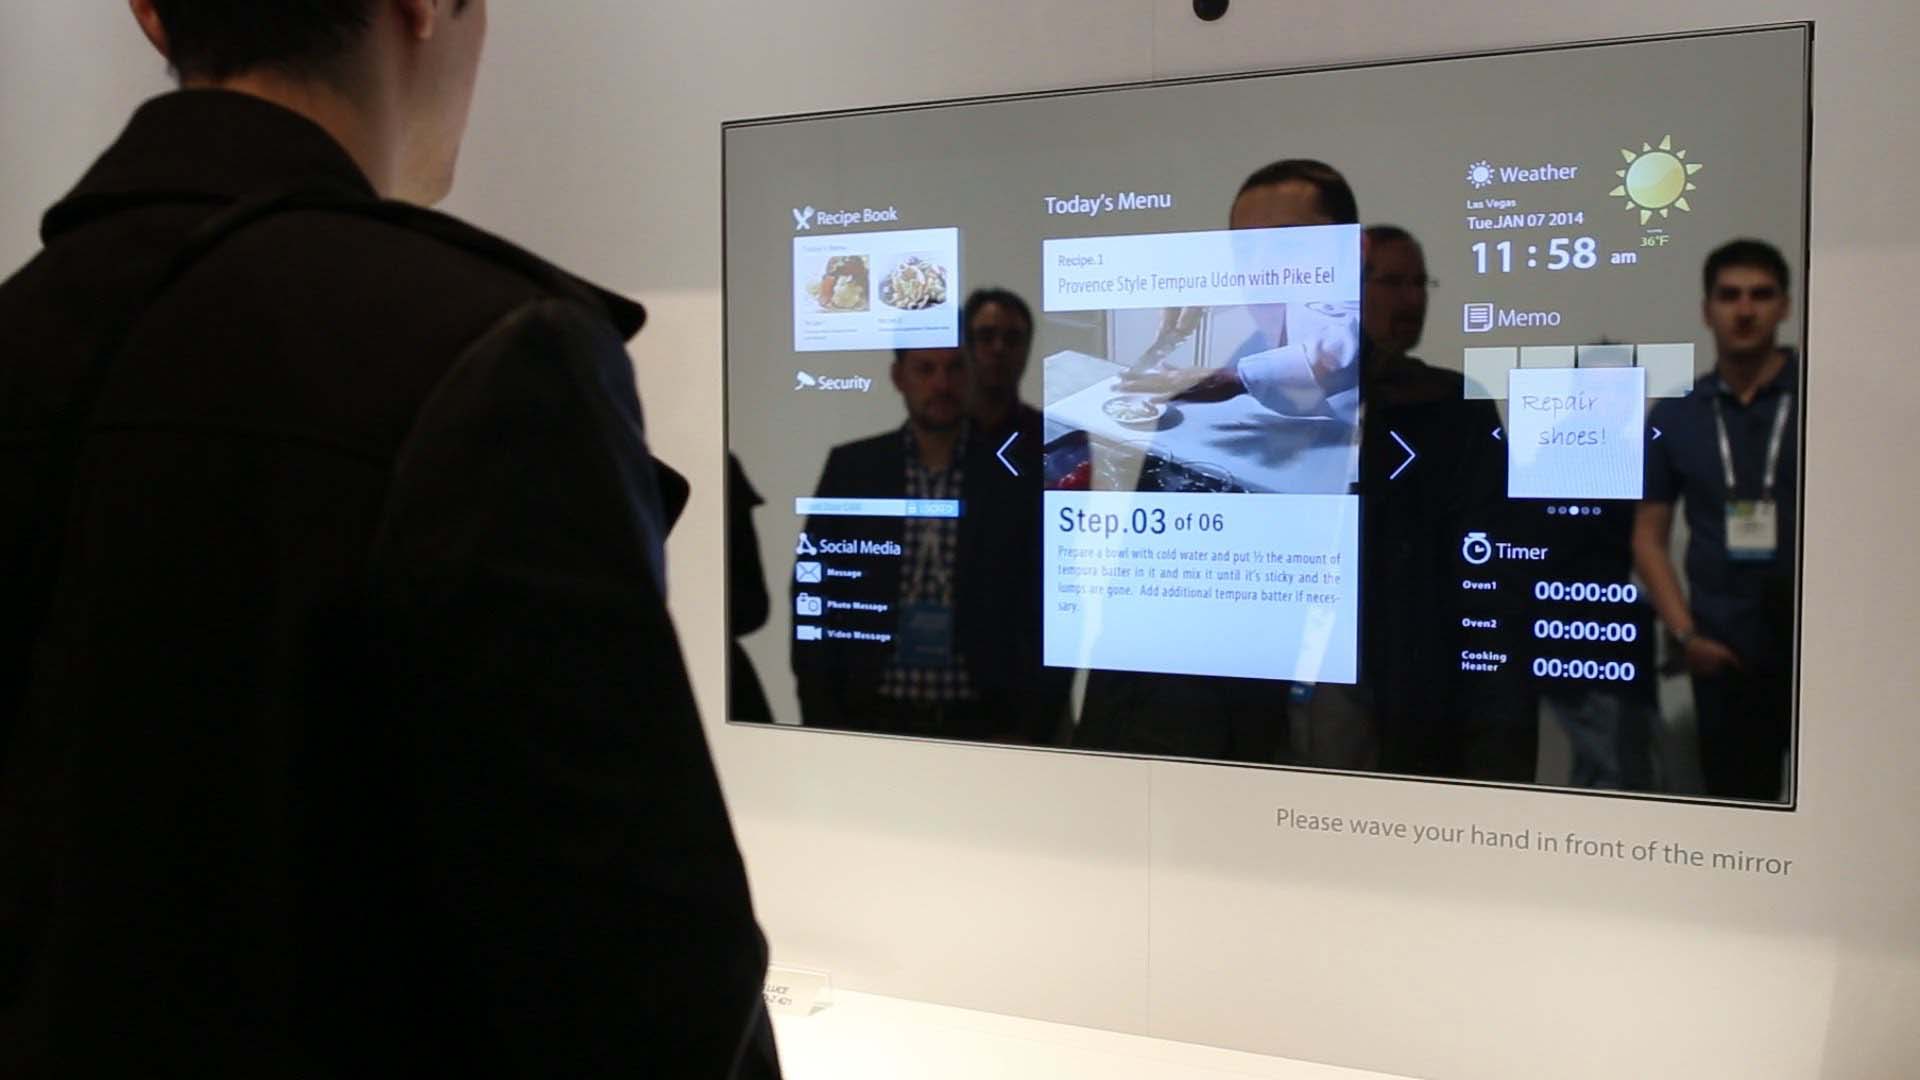 Recipe Book
Today's Menu
Security
LOCKED
Social Media
Message
Photo Message
Video Message
Today's Menu
Recipe.1
Provence Style Tempura Udon with Pike Eel
Step.03 of 06
Prepare a bowl with cold water and put ½ the amount of
tempura batter in it and mix it until it's sticky and the
lumps are gone. Add additional tempura batter if neces-
sary.
Weather
Las Vegas
Tue.JAN 07 2014
11:58 am
36°F
Memo
Repair
shoes!
Timer
Oven1 00:00:00
Oven2 00:00:00
Cooking
Heater 00:00:00
Please wave your hand in front of the mirror